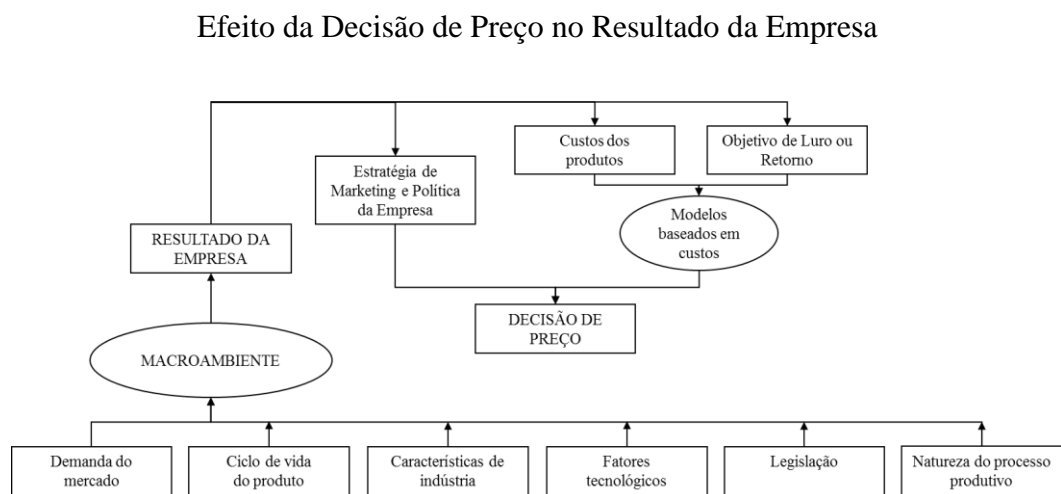 Efeito da Decisão de Preço no Resultado da Empresa
Custos dos
produtos
Objetivo de Luro ou
Retorno
Estratégia de
Marketing e Política
da Empresa
Modelos
baseados em
custos
RESULTADO DA
EMPRESA
DECISÃO DE
PREÇO
MACROAMBIENTE
Demanda do
mercado
Ciclo de vida
do produto
Características de
indústria
Fatores
tecnológicos
Legislação
Natureza do processo
produtivo